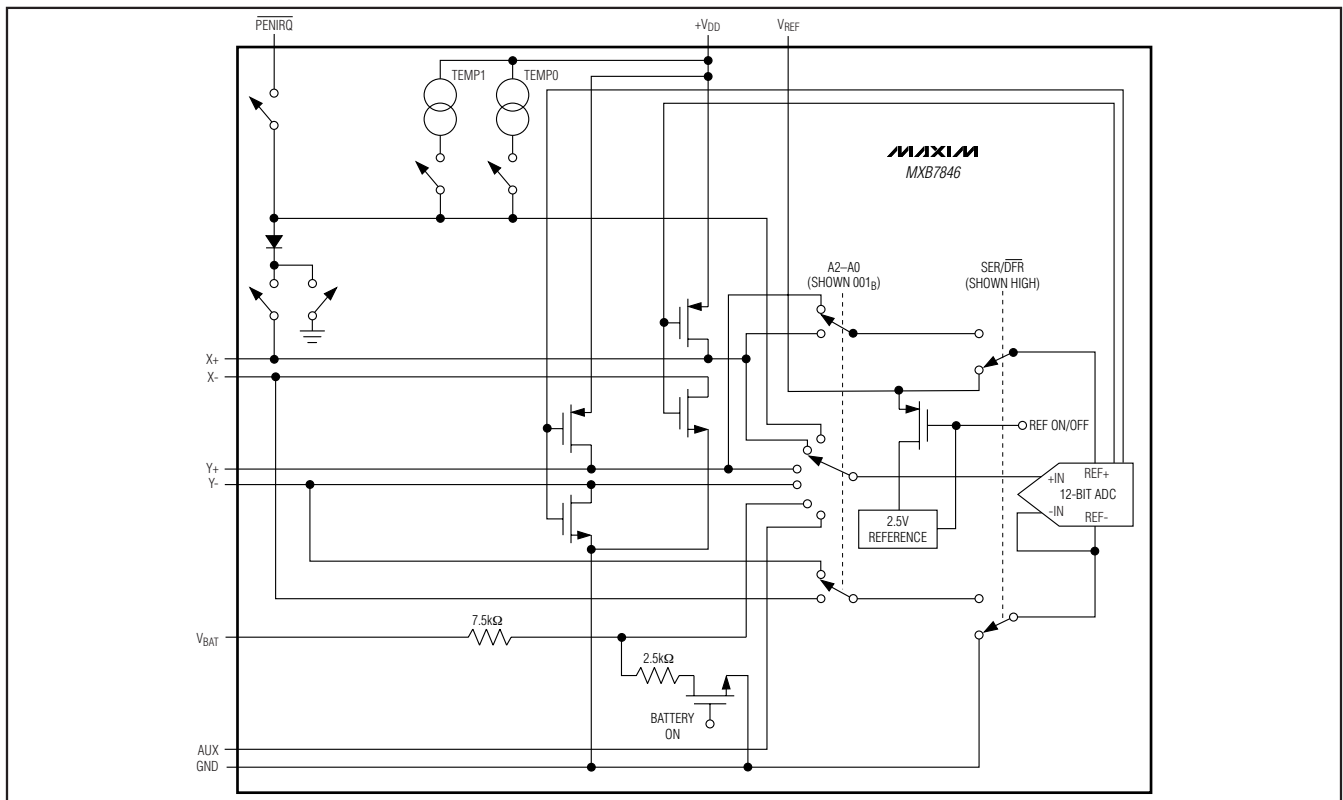 PENIRQ
+VDD
VREF
TEMP1
TEMP0
MAXIM
MXB7846
A2–A0
(SHOWN 001B)
SER/DFR
(SHOWN HIGH)
X+
X-
Y+
Y-
REF ON/OFF
+IN
REF+
12-BIT ADC
-IN
REF-
2.5V
REFERENCE
7.5kΩ
VBAT
2.5kΩ
BATTERY
ON
AUX
GND